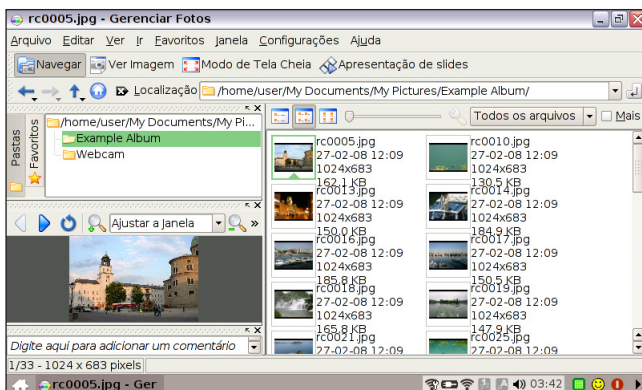 rc0005.jpg - Gerenciar Fotos
Arquivo Editar Ver Ir Favoritos Janela Configurações Ajuda
Navegar Ver Imagem Modo de Tela Cheia Apresentação de slides
Localização /home/user/My Documents/My Pictures/Example Album/
Pastas
Favoritos
/home/user/My Documents/My Pi...
Example Album
Webcam
Todos os arquivos Mais
rc0005.jpg
27-02-08 12:09
1024x683
162.1 KB
rc0010.jpg
27-02-08 12:09
1024x683
130.5 KB
rc0013.jpg
27-02-08 12:09
1024x683
150.0 KB
rc0014.jpg
27-02-08 12:09
1024x683
184.9 KB
rc0016.jpg
27-02-08 12:09
1024x683
185.8 KB
rc0017.jpg
27-02-08 12:09
1024x683
150.5 KB
rc0018.jpg
27-02-08 12:09
1024x683
165.8 KB
rc0019.jpg
27-02-08 12:09
1024x683
147.9 KB
rc0021.jpg
27-02-08 12:09
rc0025.jpg
27-02-08 12:09
Ajustar a Janela »
Digite aqui para adicionar um comentário
1/33 - 1024 x 683 pixels
rc0005.jpg - Ger
03:42